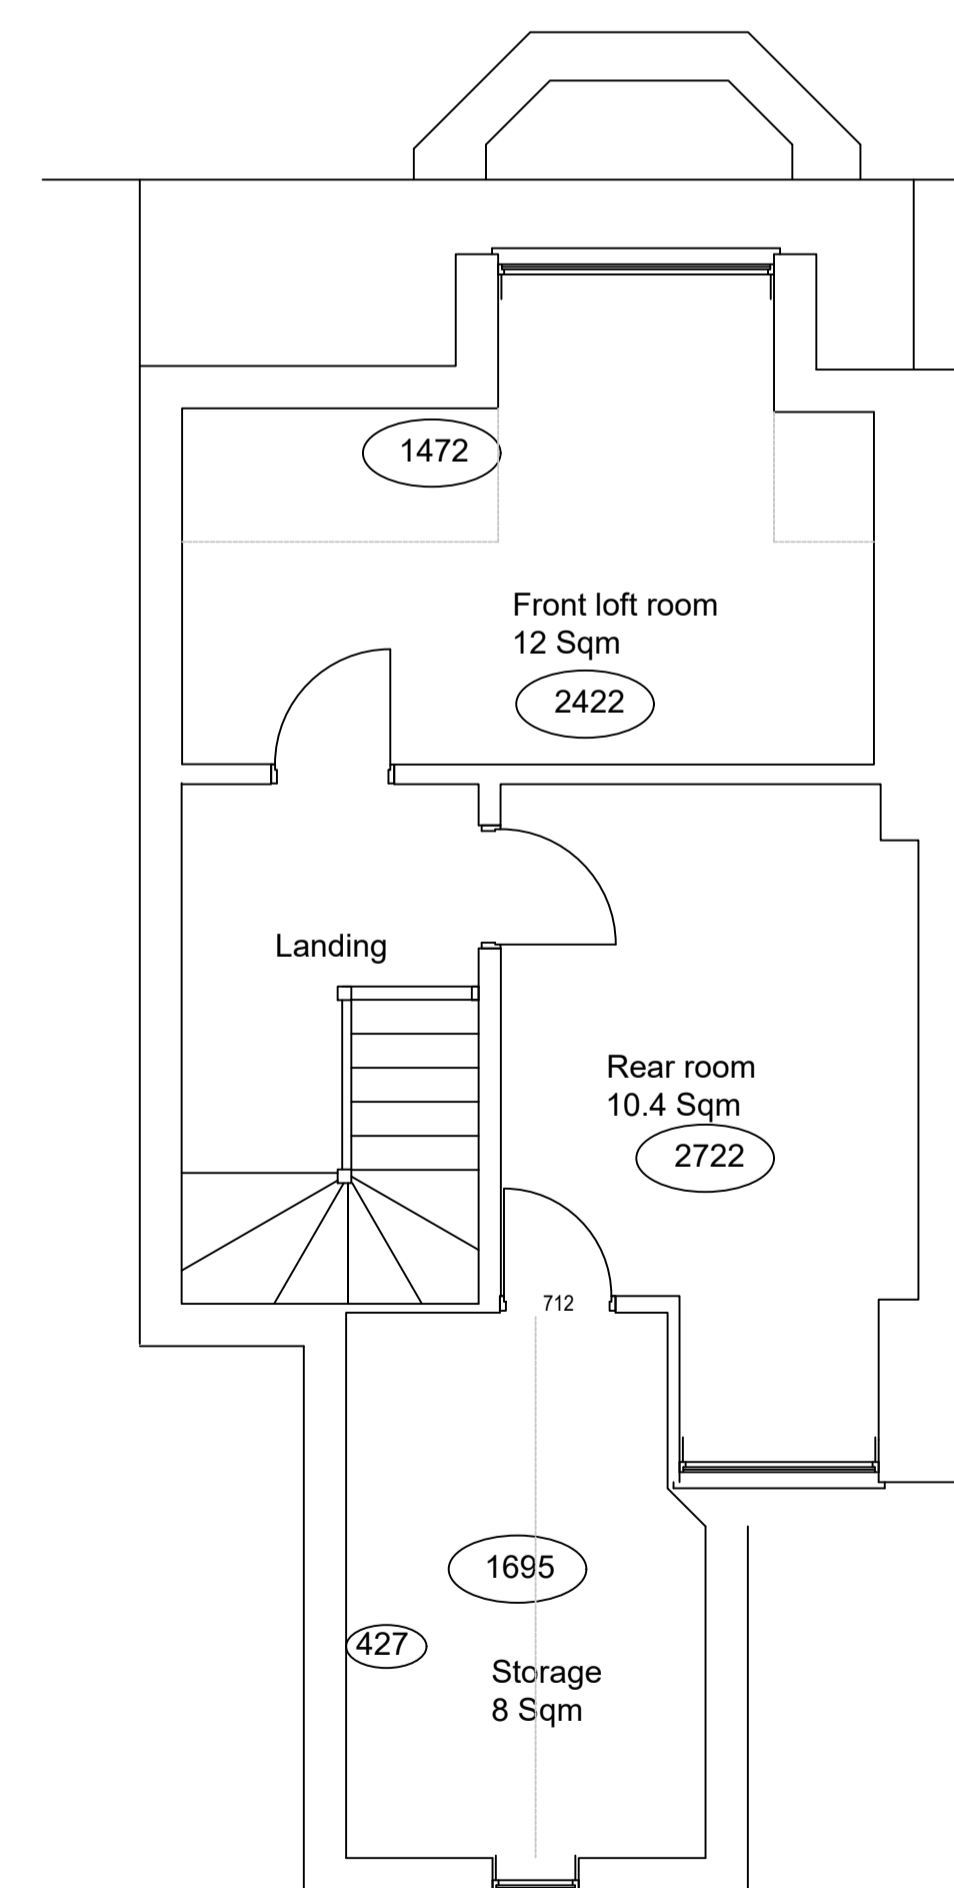 1472
Front loft room
12 Sqm
2422
Landing
Rear room
10.4 Sqm
2722
712
1695
427
Storage
8 Sqm